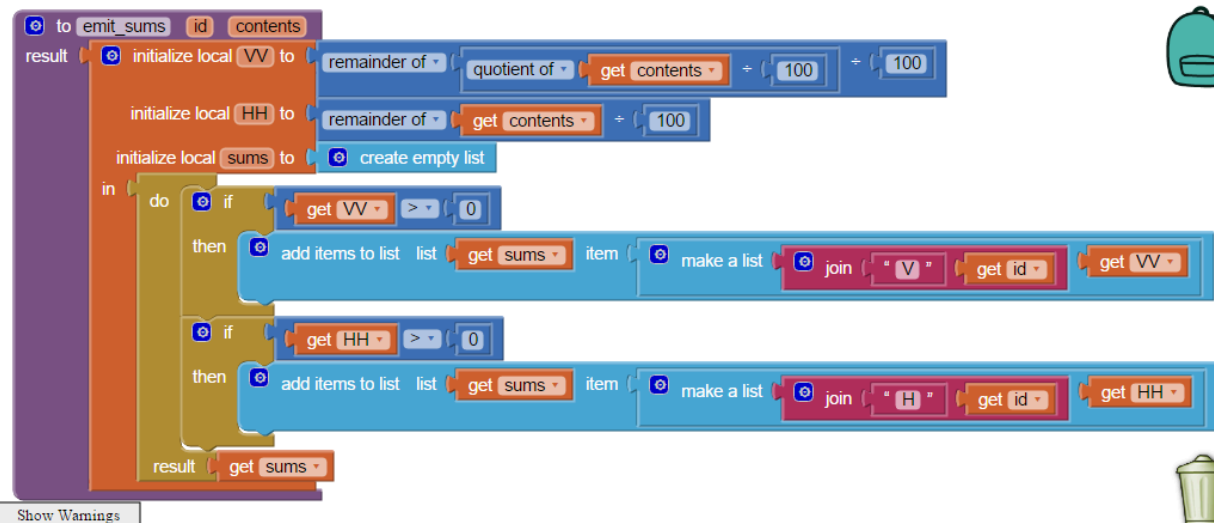 to emit_sums id contents
result initialize local VV to remainder of quotient of get contents ÷ 100 ÷ 100
initialize local HH to remainder of get contents ÷ 100
initialize local sums to create empty list
in do if get VV > 0
then add items to list list get sums item make a list join " V " get id get VV
if get HH > 0
then add items to list list get sums item make a list join " H " get id get HH
result get sums
Show Warnings